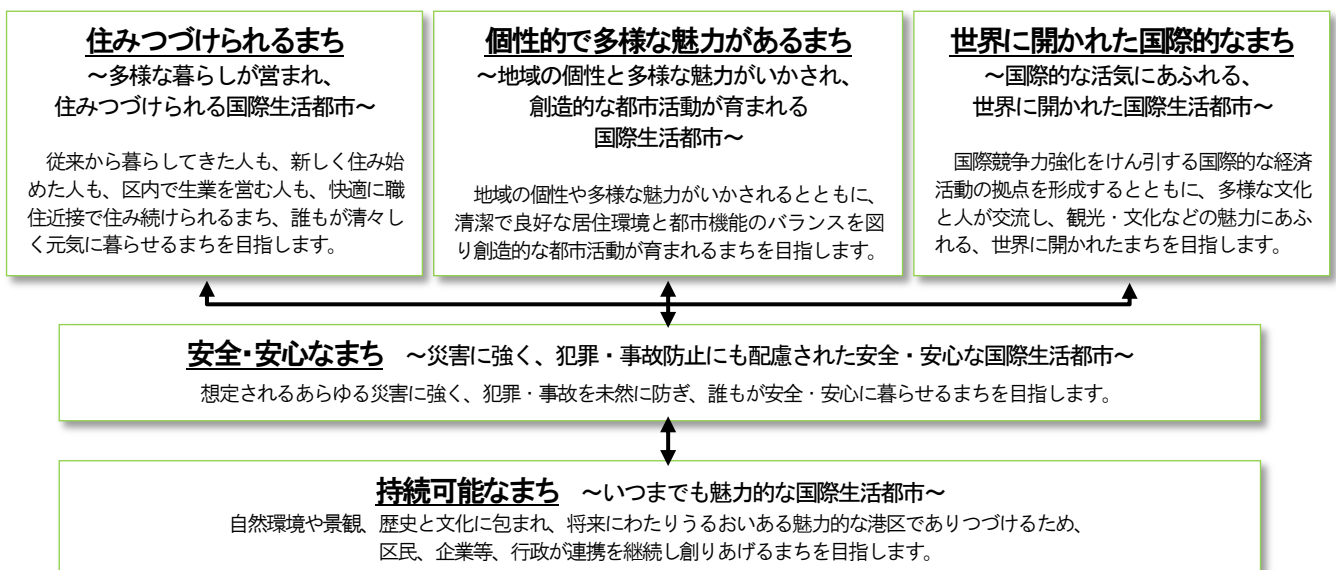 住みつづけられるまち
～多様な暮らしが営まれ、
住みつづけられる国際生活都市～
従来から暮らしてきた人も、新しく住み始
めた人も、区内で生業を営む人も、快適に職
住近接で住み続けられるまち、誰もが清々し
く元気に暮らせるまちを目指します。
個性的で多様な魅力があるまち
～地域の個性と多様な魅力がいかされ、
創造的な都市活動が育まれる
国際生活都市～
地域の個性や多様な魅力がいかされるとともに、
清潔で良好な居住環境と都市機能のバランスを図
り創造的な都市活動が育まれるまちを目指します。
世界に開かれた国際的なまち
～国際的な活気にあふれる、
世界に開かれた国際生活都市～
国際競争力強化をけん引する国際的な経済
活動の拠点を形成するとともに、多様な文化
と人が交流し、観光・文化などの魅力にあふ
れる、世界に開かれたまちを目指します。
安全・安心なまち ～災害に強く、犯罪・事故防止にも配慮された安全・安心な国際生活都市～
想定されるあらゆる災害に強く、犯罪・事故を未然に防ぎ、誰もが安全・安心に暮らせるまちを目指します。
持続可能なまち ～いつまでも魅力的な国際生活都市～
自然環境や景観、歴史と文化に包まれ、将来にわたりうるおいある魅力的な港区でありつづけるため、
区民、企業等、行政が連携を継続し創りあげるまちを目指します。